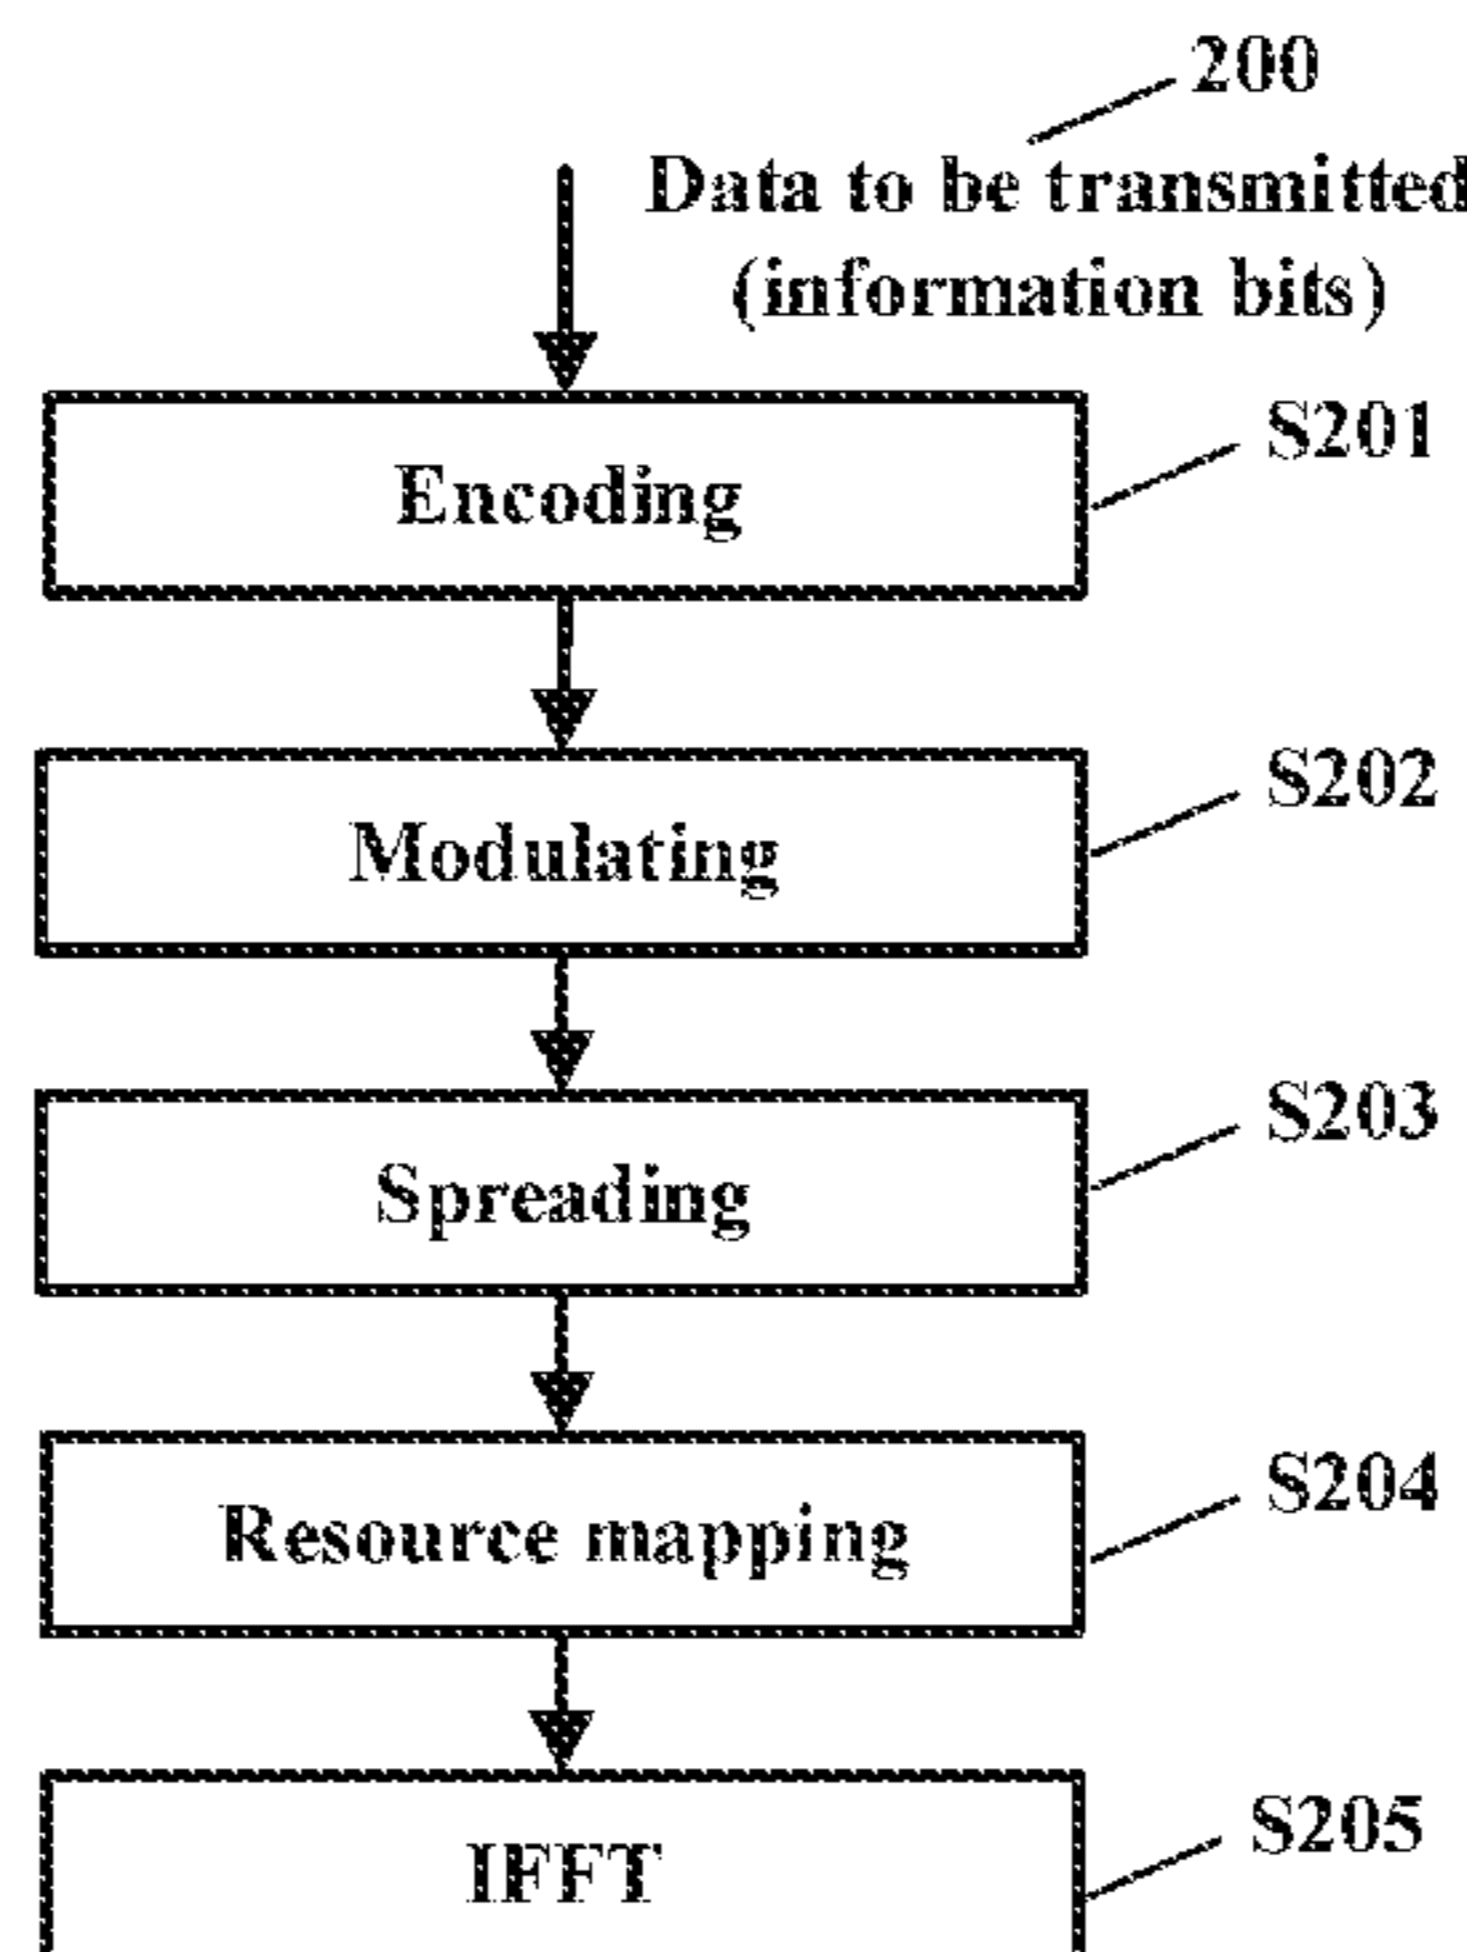 200
Data to be transmitted
(information bits)
S201
Encoding
S202
Modulating
S203
Spreading
S204
Resource mapping
S205
IFFT